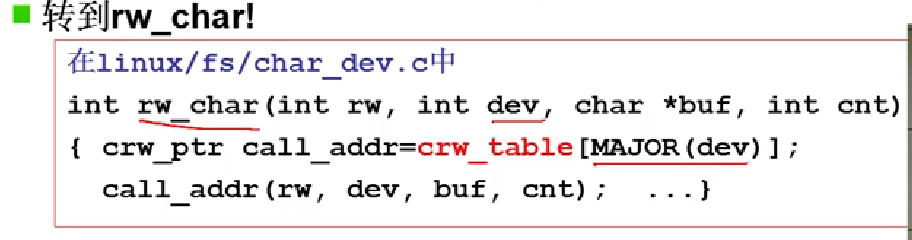 转到rw_char!
在linux/fs/char_dev.c中
int rw_char(int rw, int dev, char *buf, int cnt)
{ crw_ptr call_addr=crw_table[MAJOR(dev)];
call_addr(rw, dev, buf, cnt); ...}